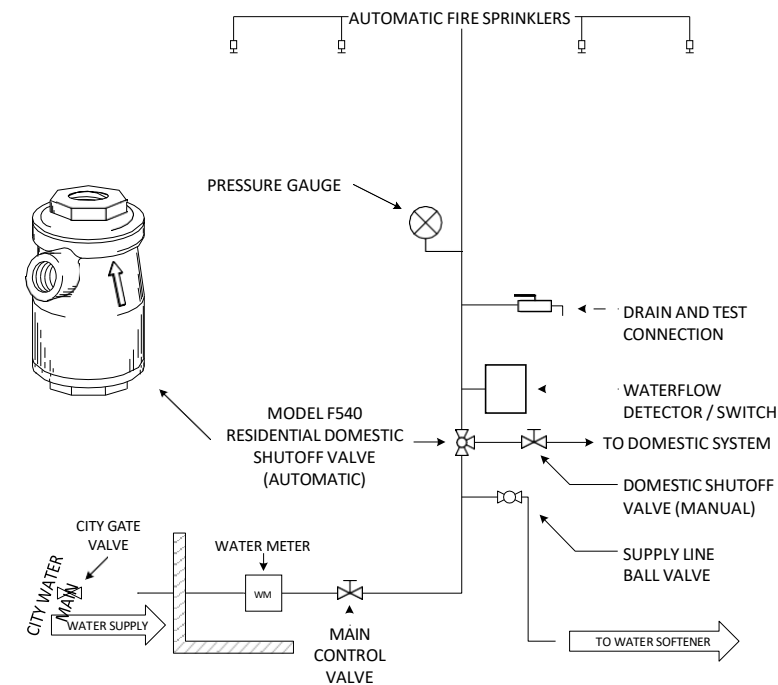 AUTOMATIC FIRE SPRINKLERS
PRESSURE GAUGE
DRAIN AND TEST
CONNECTION
WATERFLOW
DETECTOR / SWITCH
MODEL F540
RESIDENTIAL DOMESTIC
SHUTOFF VALVE
(AUTOMATIC)
TO DOMESTIC SYSTEM
DOMESTIC SHUTOFF
VALVE (MANUAL)
SUPPLY LINE
BALL VALVE
CITY GATE
VALVE
WATER METER
WM
CITY WATER
MAIN
WATER SUPPLY
MAIN
CONTROL
VALVE
TO WATER SOFTENER